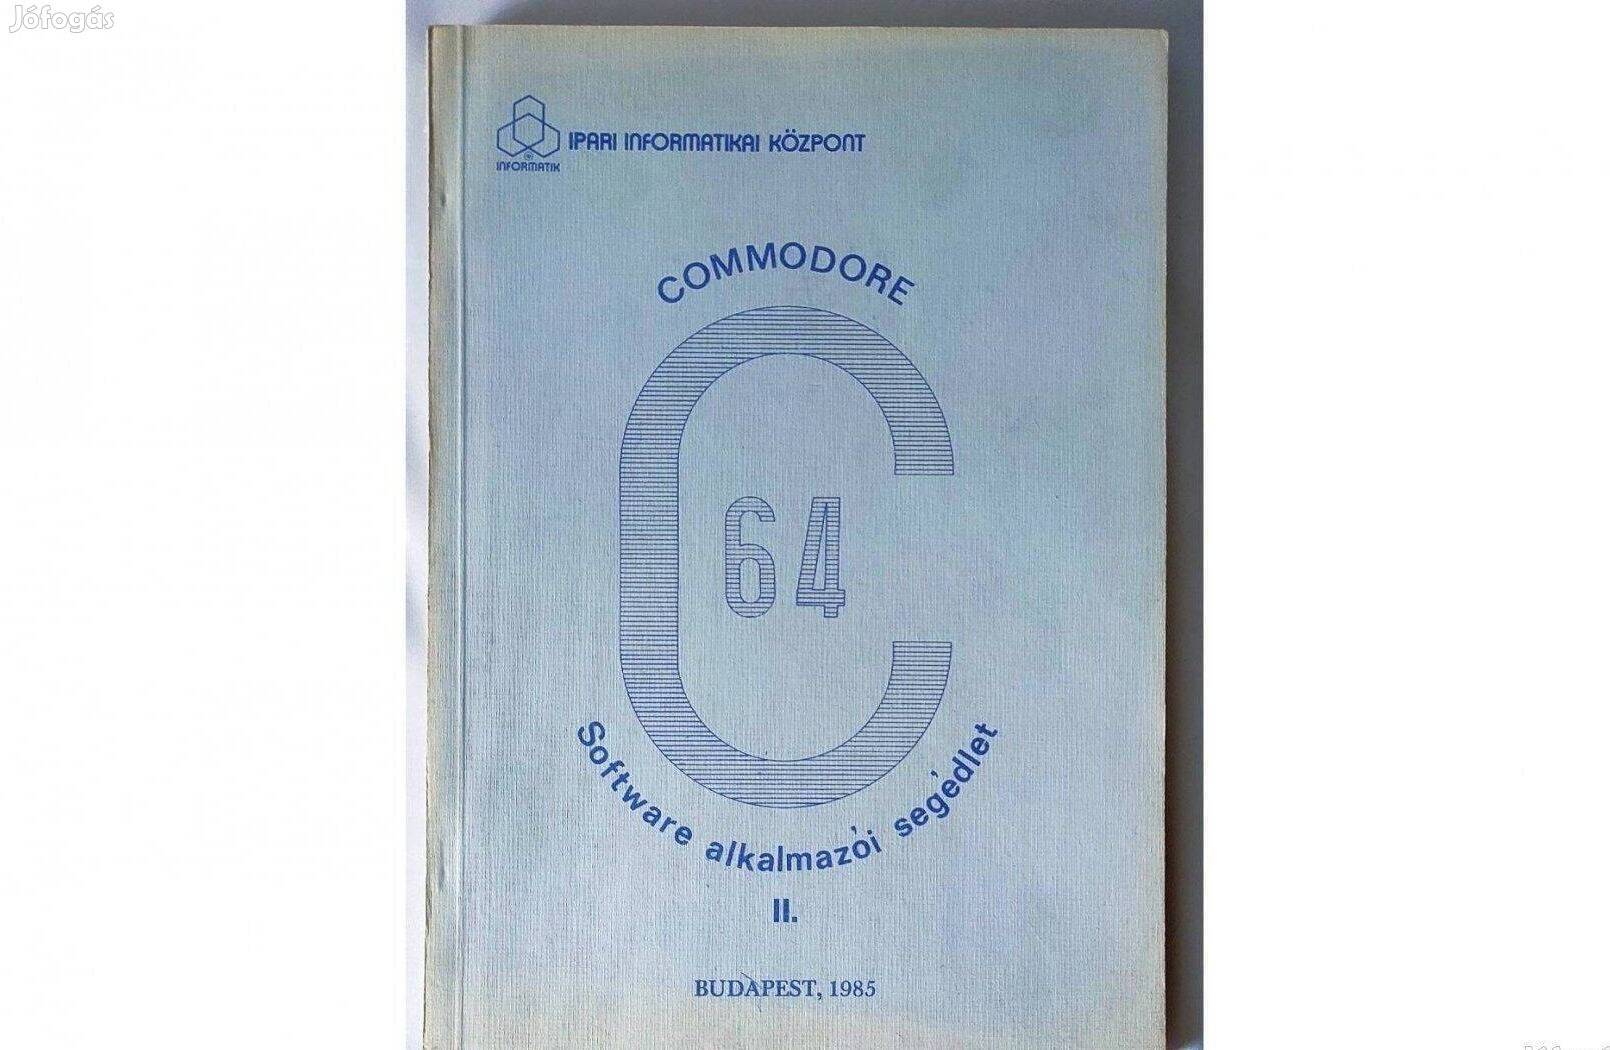 Jófogás
IPARI INFORMATIKAI KÖZPONT
INFORMATIK
COMMODORE
C
64
Software alkalmazói segédlet
II.
BUDAPEST, 1985